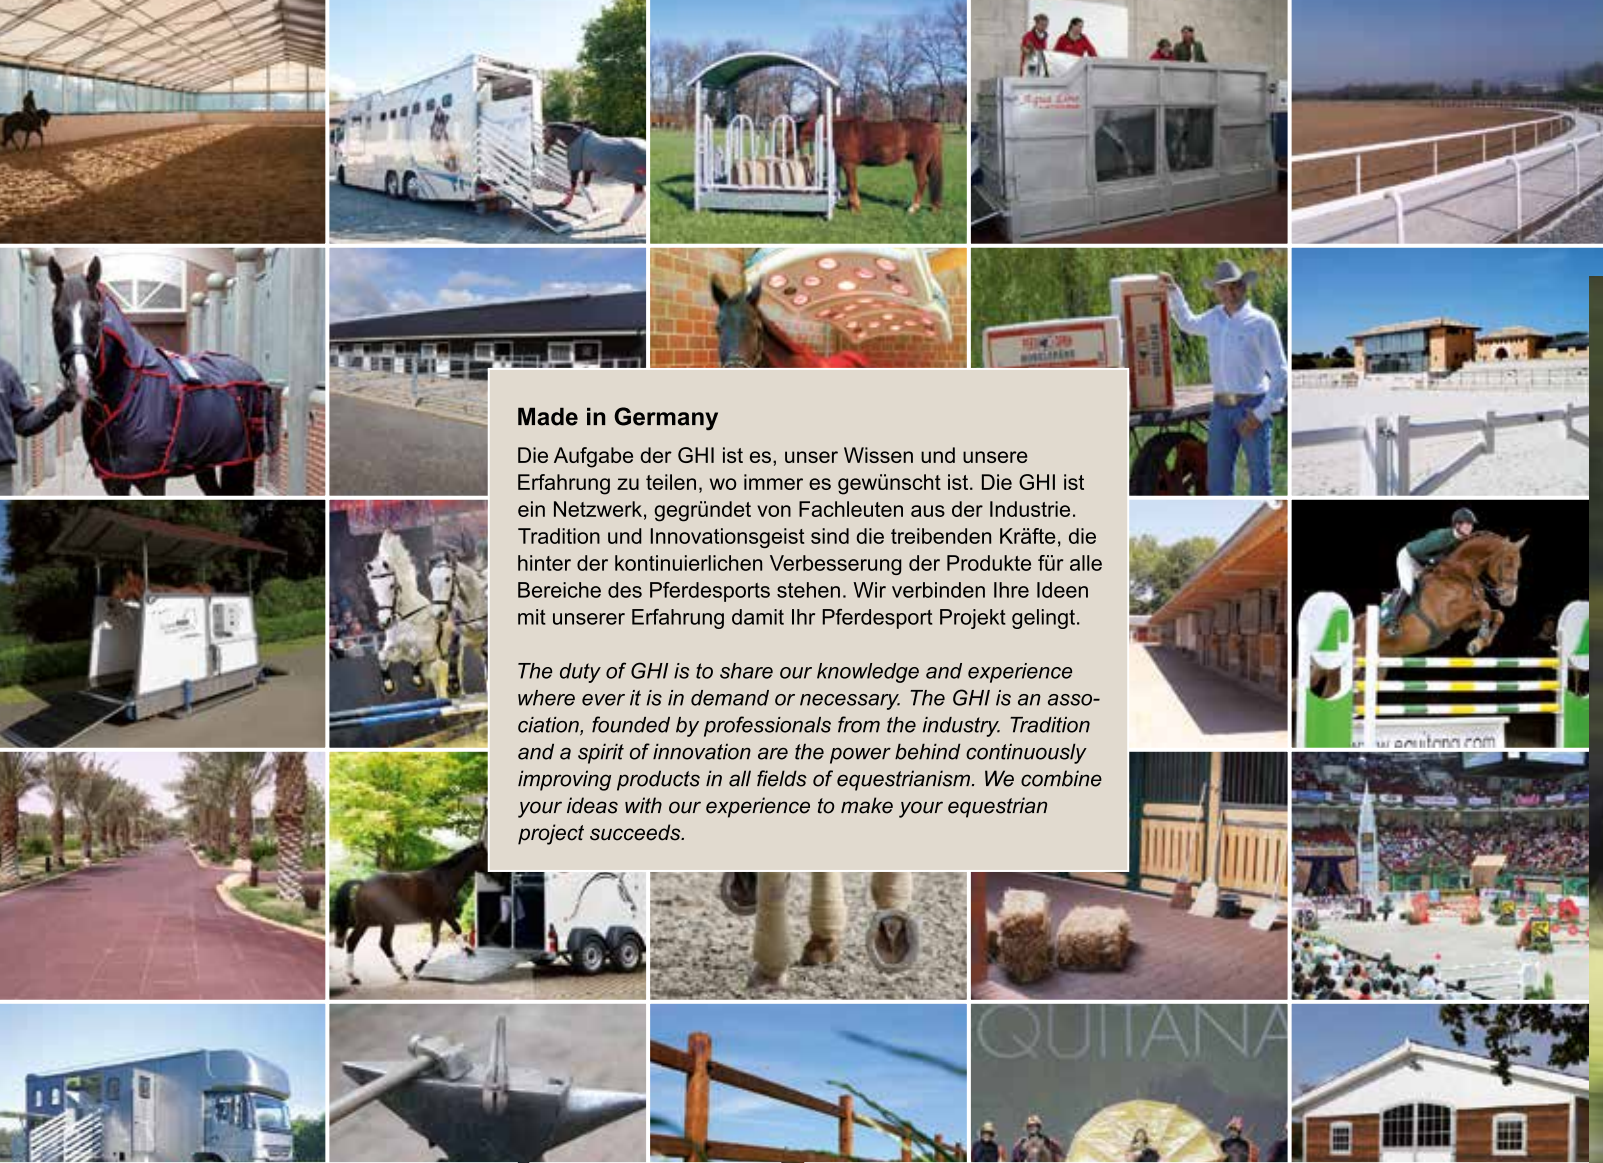 Aqua Line
Made in Germany
Die Aufgabe der GHI ist es, unser Wissen und unsere
Erfahrung zu teilen, wo immer es gewünscht ist. Die GHI ist
ein Netzwerk, gegründet von Fachleuten aus der Industrie.
Tradition und Innovationsgeist sind die treibenden Kräfte, die
hinter der kontinuierlichen Verbesserung der Produkte für alle
Bereiche des Pferdesports stehen. Wir verbinden Ihre Ideen
mit unserer Erfahrung damit Ihr Pferdesport Projekt gelingt.
The duty of GHI is to share our knowledge and experience
where ever it is in demand or necessary. The GHI is an asso-
ciation, founded by professionals from the industry. Tradition
and a spirit of innovation are the power behind continuously
improving products in all fields of equestrianism. We combine
your ideas with our experience to make your equestrian
project succeeds.
www.equitana.com
QUITANA